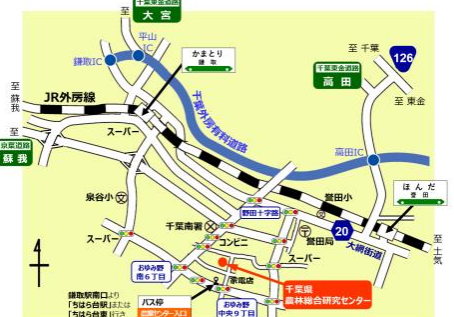 千葉東金道路
至 大宮
平山
IC
鎌取IC
かまとり
鎌取
至 千葉
126
千葉東金道路
高田
至 東金
至 蘇我
JR外房線
至
京葉道路
蘇我
スーパー
千葉外房有料道路
高田IC
ほんだ
誉田
泉谷小
文
誉田小
野田十字路
千葉南署
誉田局
20
大網街道
至 土気
スーパー
コンビニ
スーパー
おゆみ野
南6丁目
家電店
千葉県
農林総合研究センター
鎌取駅南口より
「ちはら台駅」または
「ちはら台東」行き
バス停
おゆみ野
中央9丁目